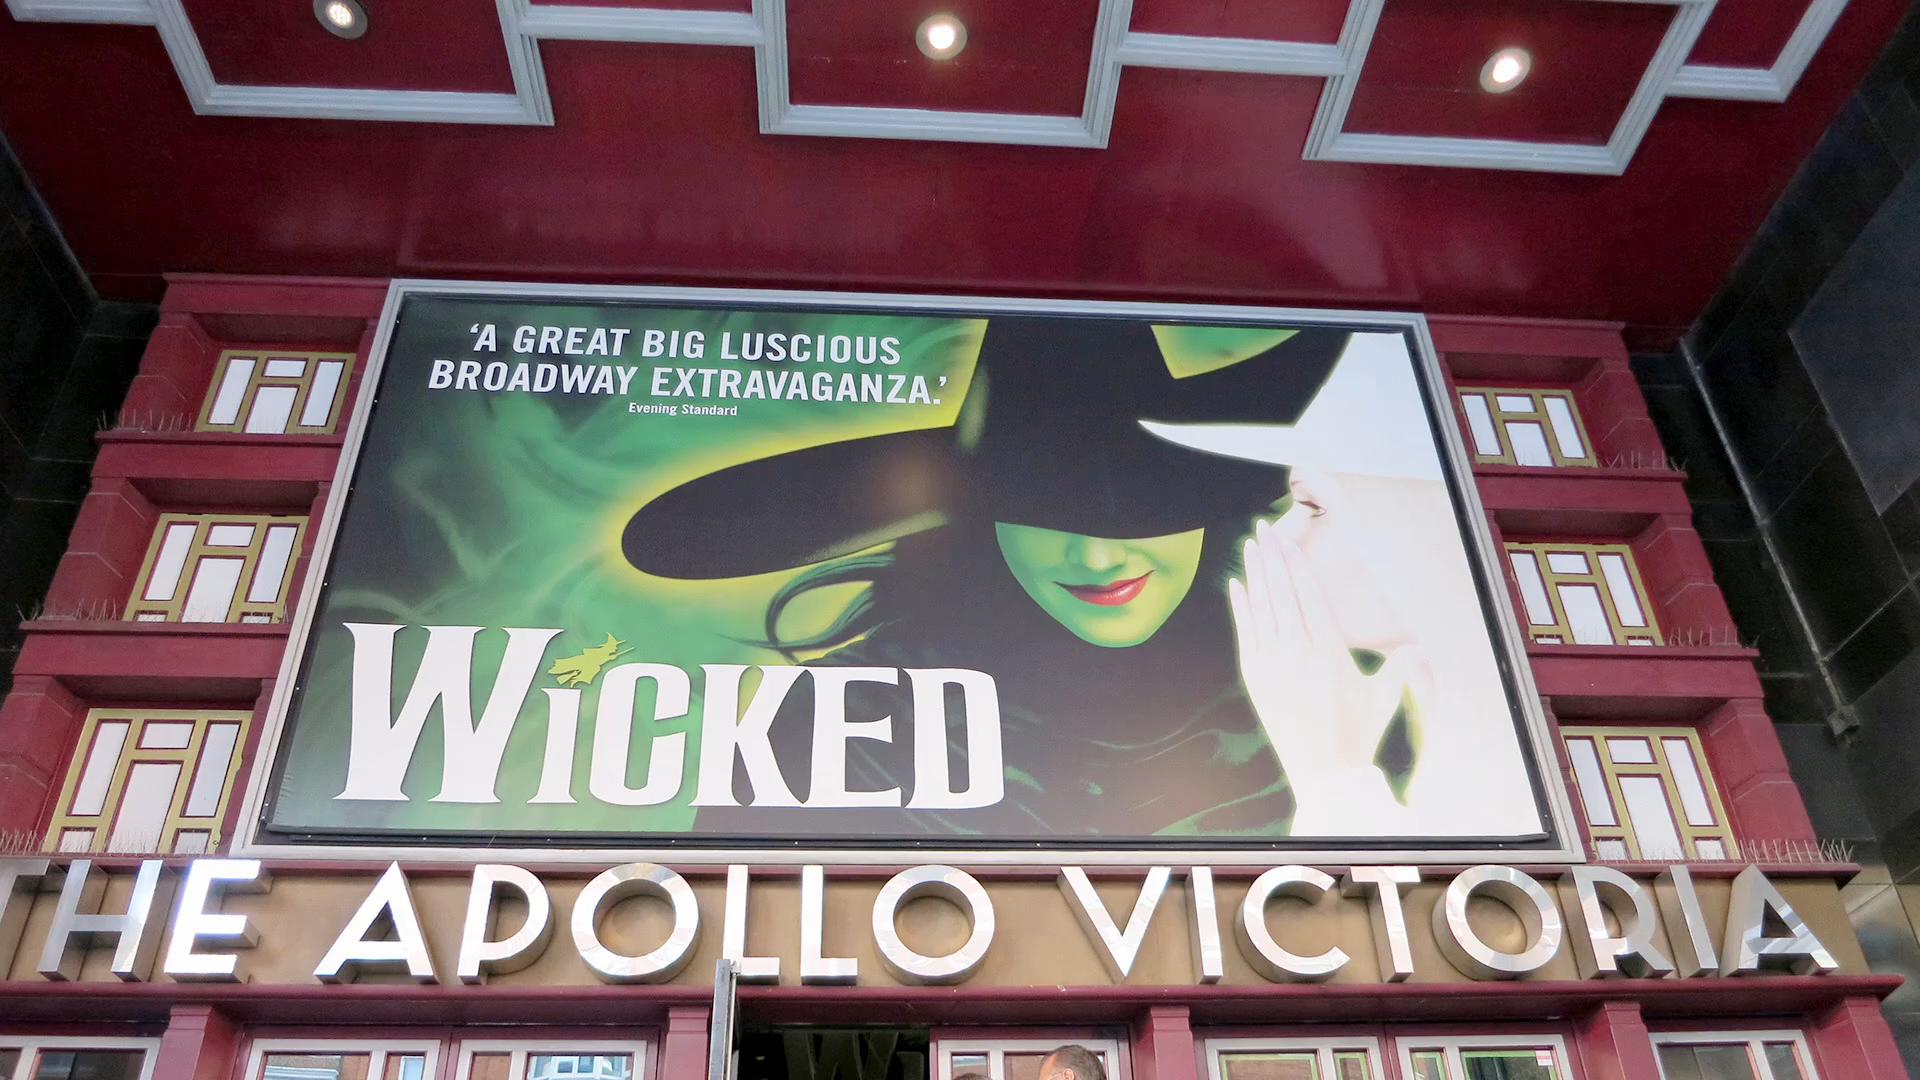 ‘A GREAT BIG LUSCIOUS
BROADWAY EXTRAVAGANZA.’
Evening Standard
WiCKED
THE APOLLO VICTORIA